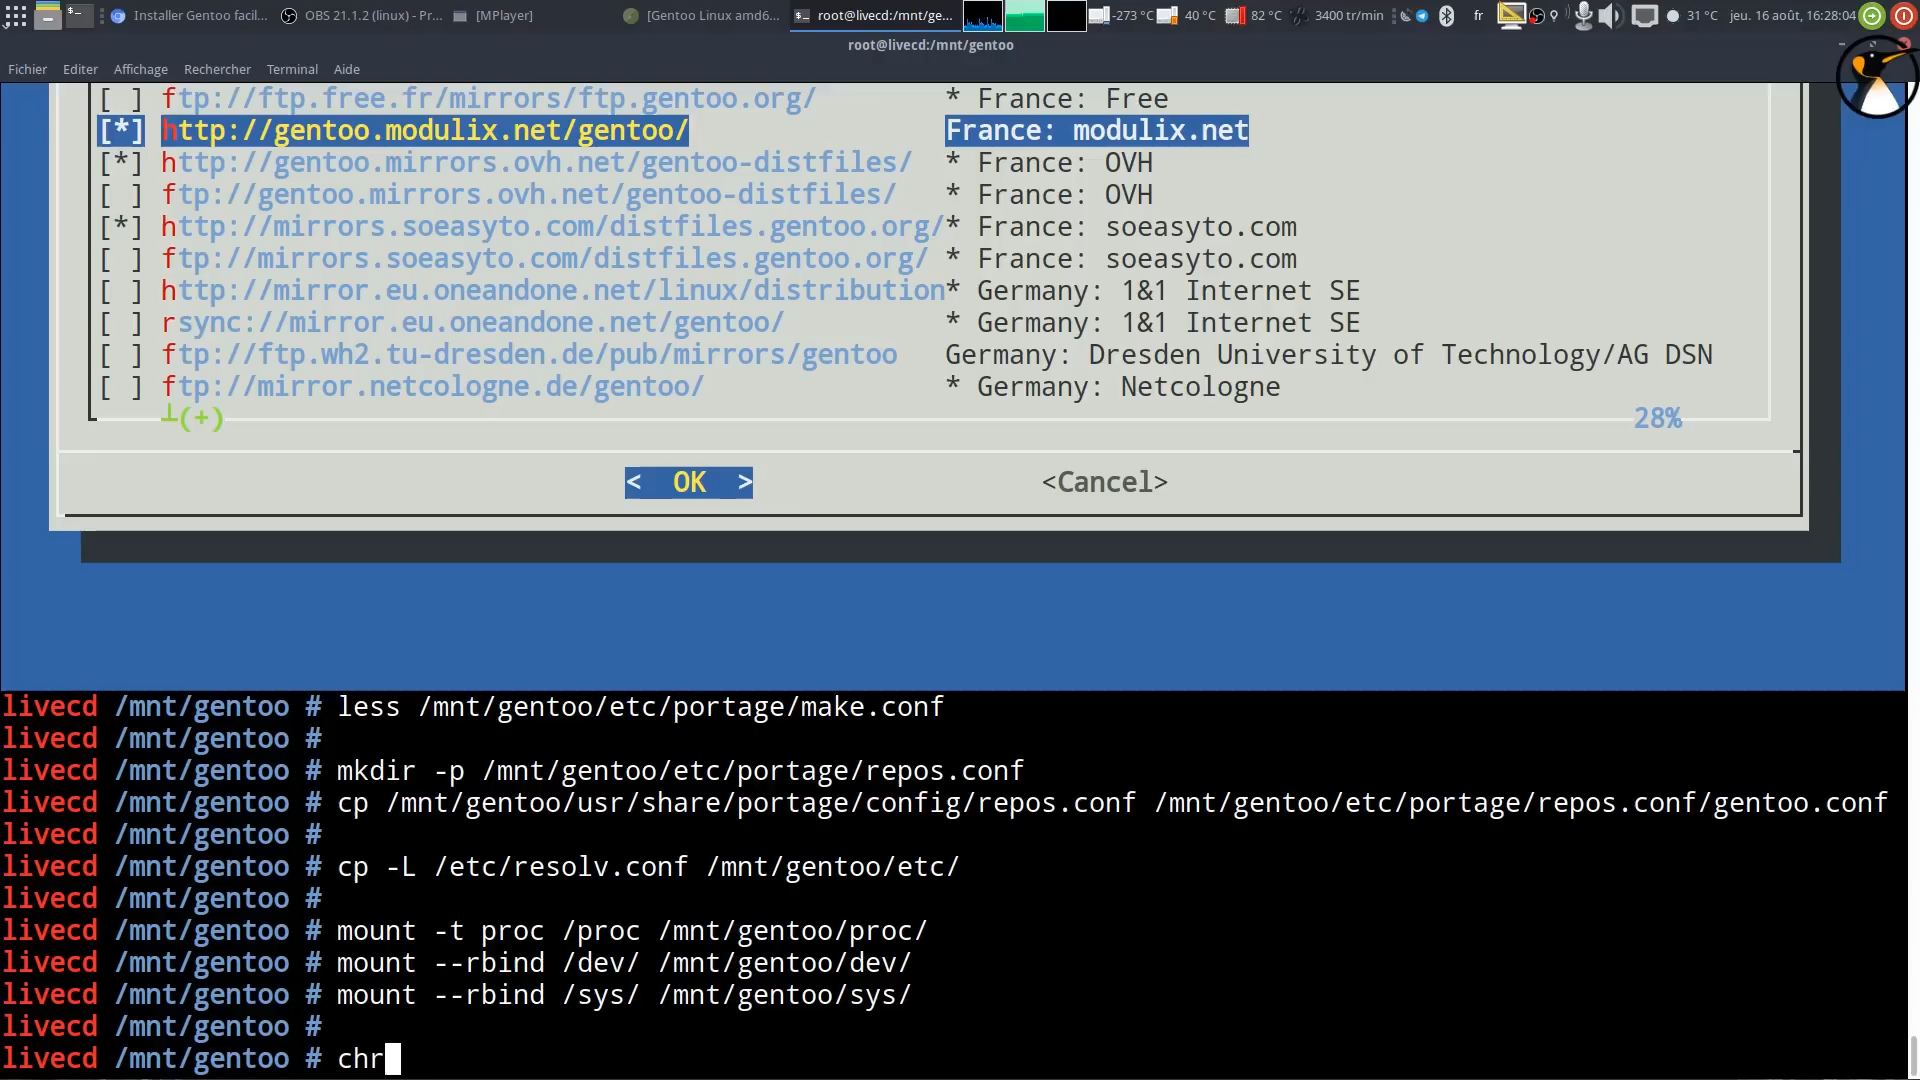 Installer Gentoo facil... OBS 21.1.2 (linux) - Pr... [MPlayer] [Gentoo Linux amd6... root@livecd:/mnt/ge... -273 °C 40 °C 82 °C 3400 tr/min fr 31 °C jeu. 16 août, 16:28:04
root@livecd:/mnt/gentoo
Fichier Editer Affichage Rechercher Terminal Aide
[ ] ftp://ftp.free.fr/mirrors/ftp.gentoo.org/ * France: Free
[*] http://gentoo.modulix.net/gentoo/ France: modulix.net
[*] http://gentoo.mirrors.ovh.net/gentoo-distfiles/ * France: OVH
[ ] ftp://gentoo.mirrors.ovh.net/gentoo-distfiles/ * France: OVH
[*] http://mirrors.soeasyto.com/distfiles.gentoo.org/* France: soeasyto.com
[ ] ftp://mirrors.soeasyto.com/distfiles.gentoo.org/ * France: soeasyto.com
[ ] http://mirror.eu.oneandone.net/linux/distribution* Germany: 1&1 Internet SE
[ ] rsync://mirror.eu.oneandone.net/gentoo/ * Germany: 1&1 Internet SE
[ ] ftp://ftp.wh2.tu-dresden.de/pub/mirrors/gentoo Germany: Dresden University of Technology/AG DSN
[ ] ftp://mirror.netcologne.de/gentoo/ * Germany: Netcologne
┴(+) 28%
< OK > <Cancel>
livecd /mnt/gentoo # less /mnt/gentoo/etc/portage/make.conf
livecd /mnt/gentoo #
livecd /mnt/gentoo # mkdir -p /mnt/gentoo/etc/portage/repos.conf
livecd /mnt/gentoo # cp /mnt/gentoo/usr/share/portage/config/repos.conf /mnt/gentoo/etc/portage/repos.conf/gentoo.conf
livecd /mnt/gentoo #
livecd /mnt/gentoo # cp -L /etc/resolv.conf /mnt/gentoo/etc/
livecd /mnt/gentoo #
livecd /mnt/gentoo # mount -t proc /proc /mnt/gentoo/proc/
livecd /mnt/gentoo # mount --rbind /dev/ /mnt/gentoo/dev/
livecd /mnt/gentoo # mount --rbind /sys/ /mnt/gentoo/sys/
livecd /mnt/gentoo #
livecd /mnt/gentoo # chr